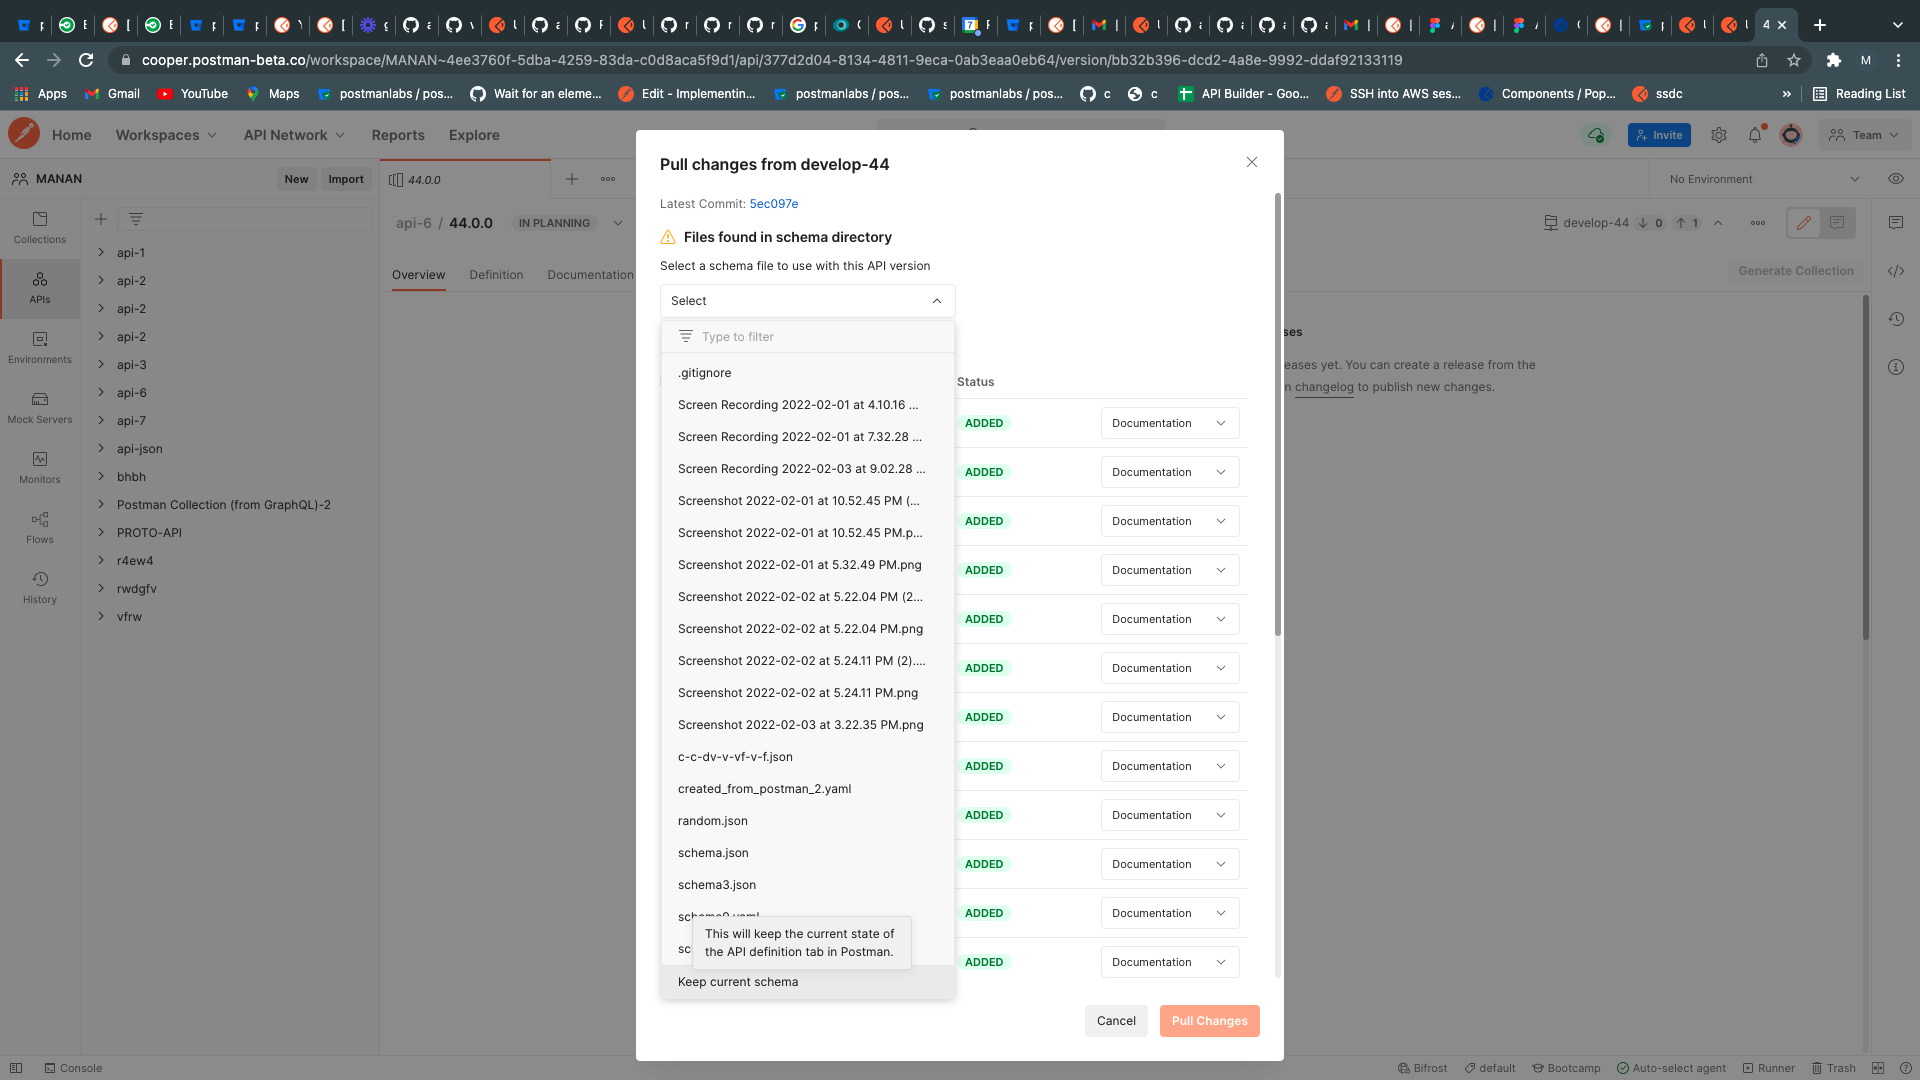 cooper.postman-beta.co/workspace/MANAN~4ee3760f-5dba-4259-83da-c0d8aca5f9d1/api/377d2d04-8134-4811-9eca-0ab3eaa0eb64/version/bb32b396-dcd2-4a8e-9992-ddaf92133119
M
Apps
Gmail
YouTube
Maps
postmanlabs / pos...
Wait for an eleme...
Edit - Implementin...
postmanlabs / pos...
postmanlabs / pos...
c
c
API Builder - Goo...
SSH into AWS ses...
Components / Pop...
ssdc
»
Reading List
Home
Workspaces
API Network
Reports
Explore
Invite
Team
MANAN
New
Import
44.0.0
No Environment
Collections
APIs
Environments
Mock Servers
Monitors
Flows
History
api-1
api-2
api-2
api-2
api-3
api-6
api-7
api-json
bhbh
Postman Collection (from GraphQL)-2
PROTO-API
r4ew4
rwdgfv
vfrw
api-6 / 44.0.0
IN PLANNING
Overview
Definition
Documentation
develop-44
0
1
Generate Collection
ses
eases yet. You can create a release from the
n changelog to publish new changes.
Pull changes from develop-44
Latest Commit: 5ec097e
Files found in schema directory
Select a schema file to use with this API version
Select
Type to filter
.gitignore
Screen Recording 2022-02-01 at 4.10.16 ...
Screen Recording 2022-02-01 at 7.32.28 ...
Screen Recording 2022-02-03 at 9.02.28 ...
Screenshot 2022-02-01 at 10.52.45 PM (...
Screenshot 2022-02-01 at 10.52.45 PM.p...
Screenshot 2022-02-01 at 5.32.49 PM.png
Screenshot 2022-02-02 at 5.22.04 PM (2...
Screenshot 2022-02-02 at 5.22.04 PM.png
Screenshot 2022-02-02 at 5.24.11 PM (2)....
Screenshot 2022-02-02 at 5.24.11 PM.png
Screenshot 2022-02-03 at 3.22.35 PM.png
c-c-dv-v-vf-v-f.json
created_from_postman_2.yaml
random.json
schema.json
schema3.json
This will keep the current state of
the API definition tab in Postman.
Keep current schema
Status
ADDED
Documentation
ADDED
Documentation
ADDED
Documentation
ADDED
Documentation
ADDED
Documentation
ADDED
Documentation
ADDED
Documentation
ADDED
Documentation
ADDED
Documentation
ADDED
Documentation
ADDED
Documentation
ADDED
Documentation
Cancel
Pull Changes
Console
Bifrost
default
Bootcamp
Auto-select agent
Runner
Trash